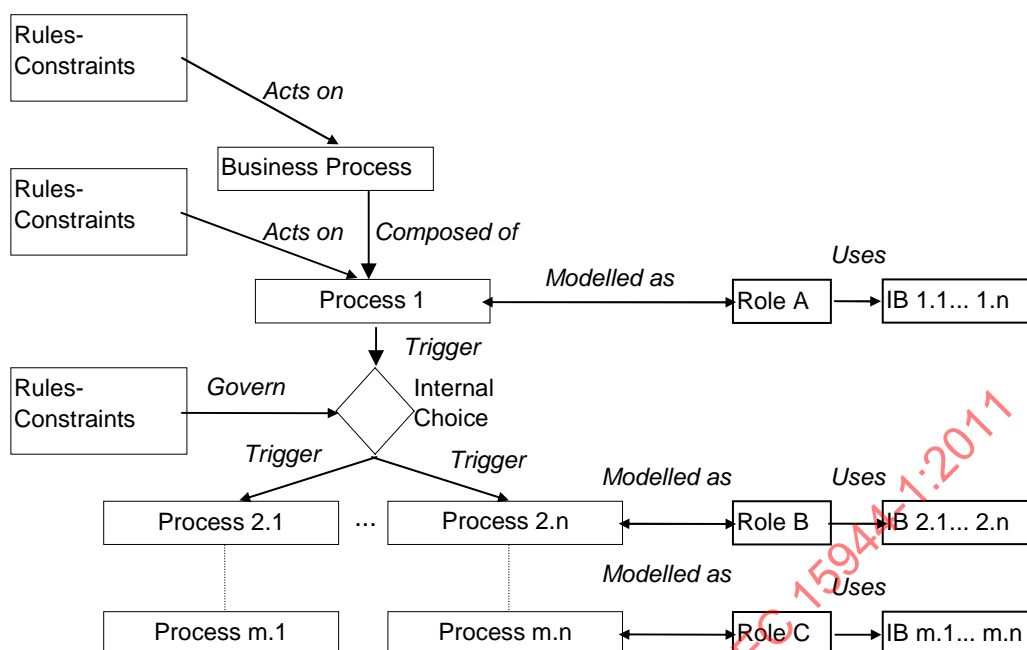 Rules-
Constraints
Acts on
Business Process
Rules-
Constraints
Acts on
Composed of
Process 1
Modelled as
Role A
Uses
IB 1.1... 1.n
Trigger
Rules-
Constraints
Govern
Internal
Choice
Trigger
Trigger
Process 2.1
...
Process 2.n
Modelled as
Role B
Uses
IB 2.1... 2.n
Process m.1
Process m.n
Modelled as
Role C
Uses
IB m.1... m.n
C 15944-1:2011